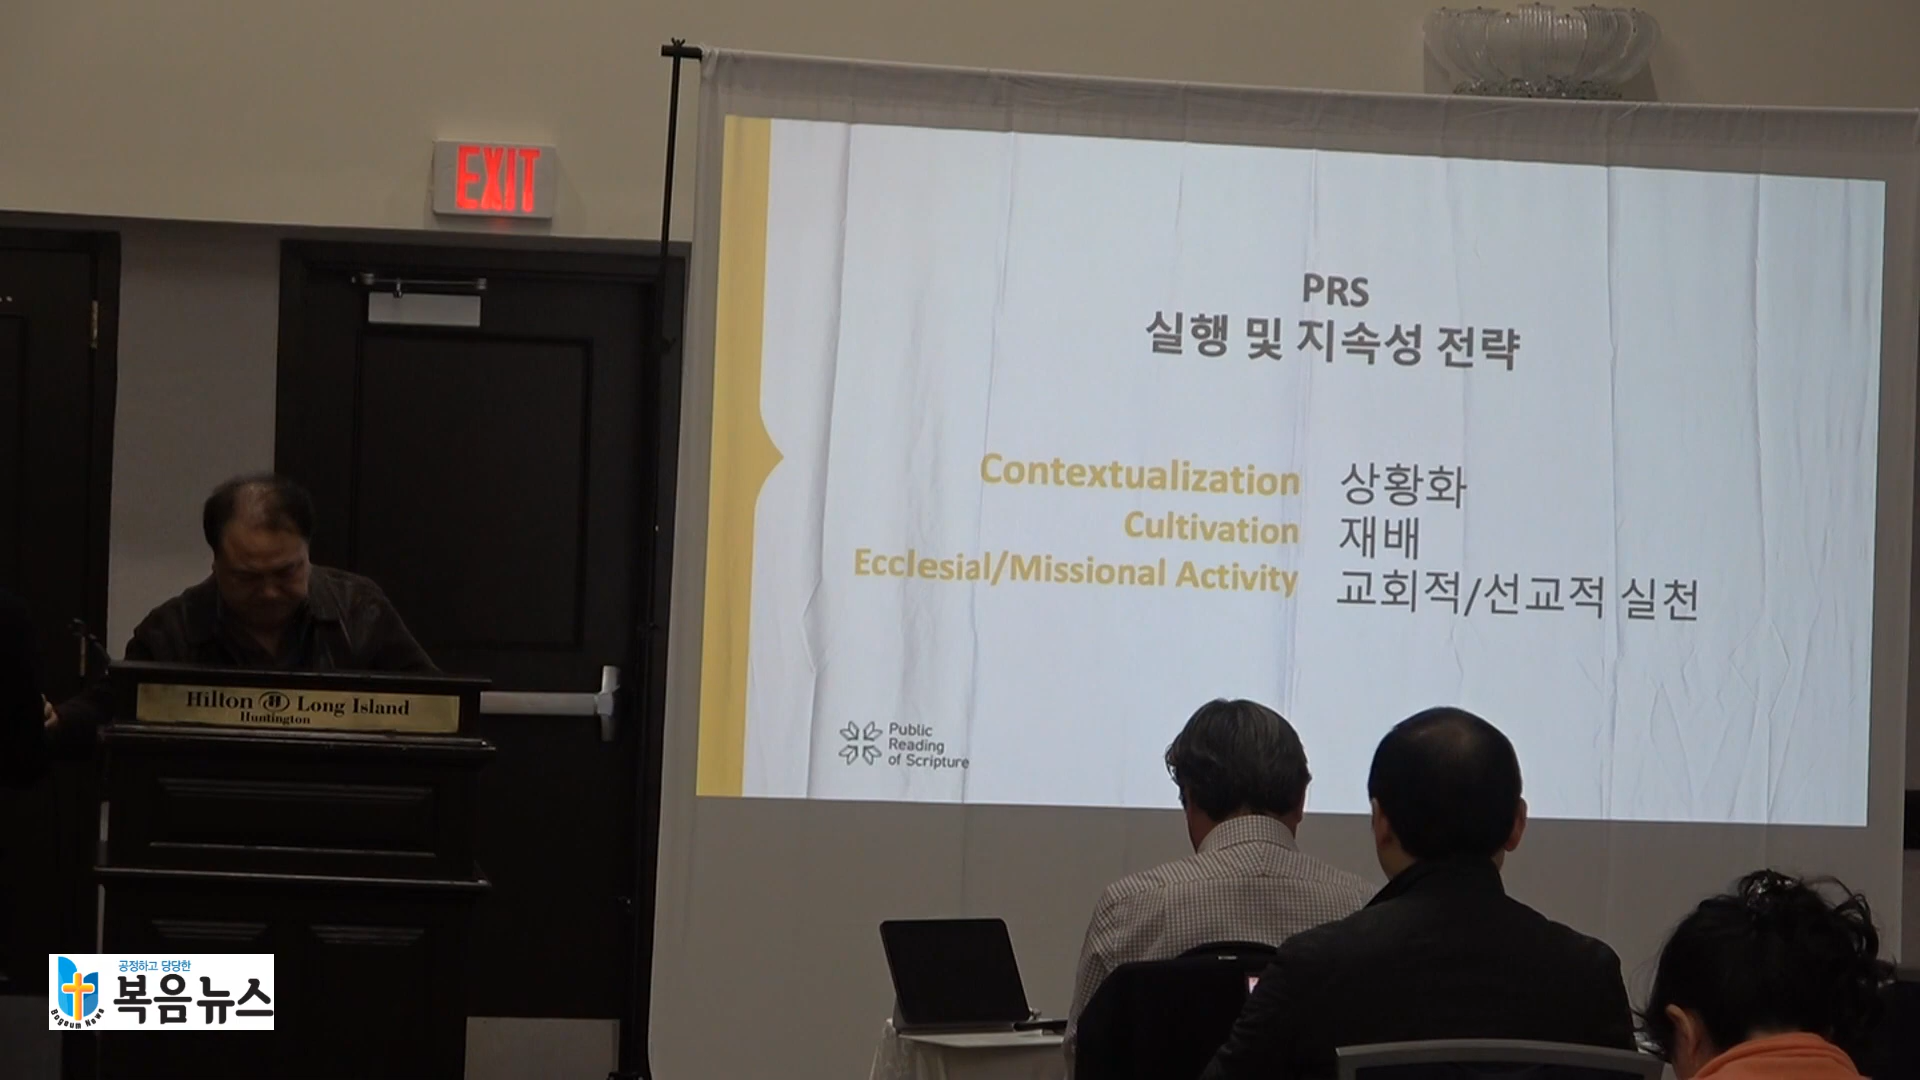 EXIT
PRS
실행 및 지속성 전략
Contextualization 상황화
Cultivation 재배
Ecclesial/Missional Activity 교회적/선교적 실천
Public
Reading
of Scripture
Hilton Long Island
Huntington
공정하고 당당한
복음뉴스
Bogeum News